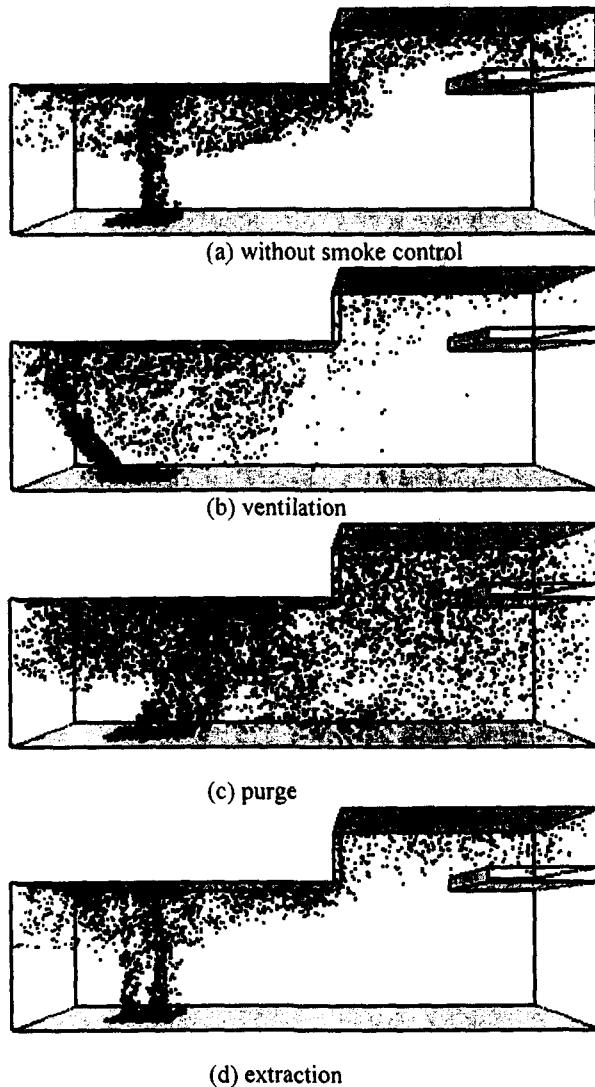 (a) without smoke control
(b) ventilation
(c) purge
(d) extraction